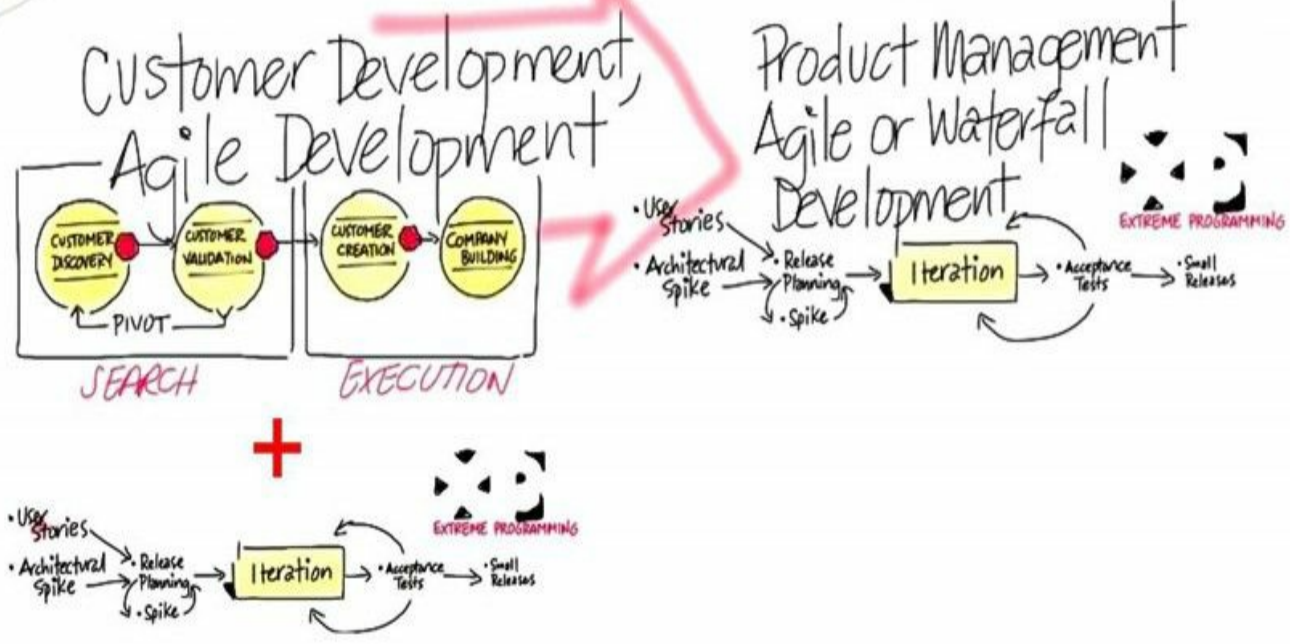 Customer Development,
Agile Development
CUSTOMER
DISCOVERY
CUSTOMER
VALIDATION
CUSTOMER
CREATION
COMPANY
BUILDING
PIVOT
SEARCH
EXECUTION
+
• User
Stories
• Architectural
Spike
• Release
Planning
• Spike
Iteration
• Acceptance
Tests
• Small
Releases
XP
EXTREME PROGRAMMING
Product Management
Agile or Waterfall
Development
• User
Stories
• Architectural
Spike
• Release
Planning
• Spike
Iteration
• Acceptance
Tests
• Small
Releases
XP
EXTREME PROGRAMMING